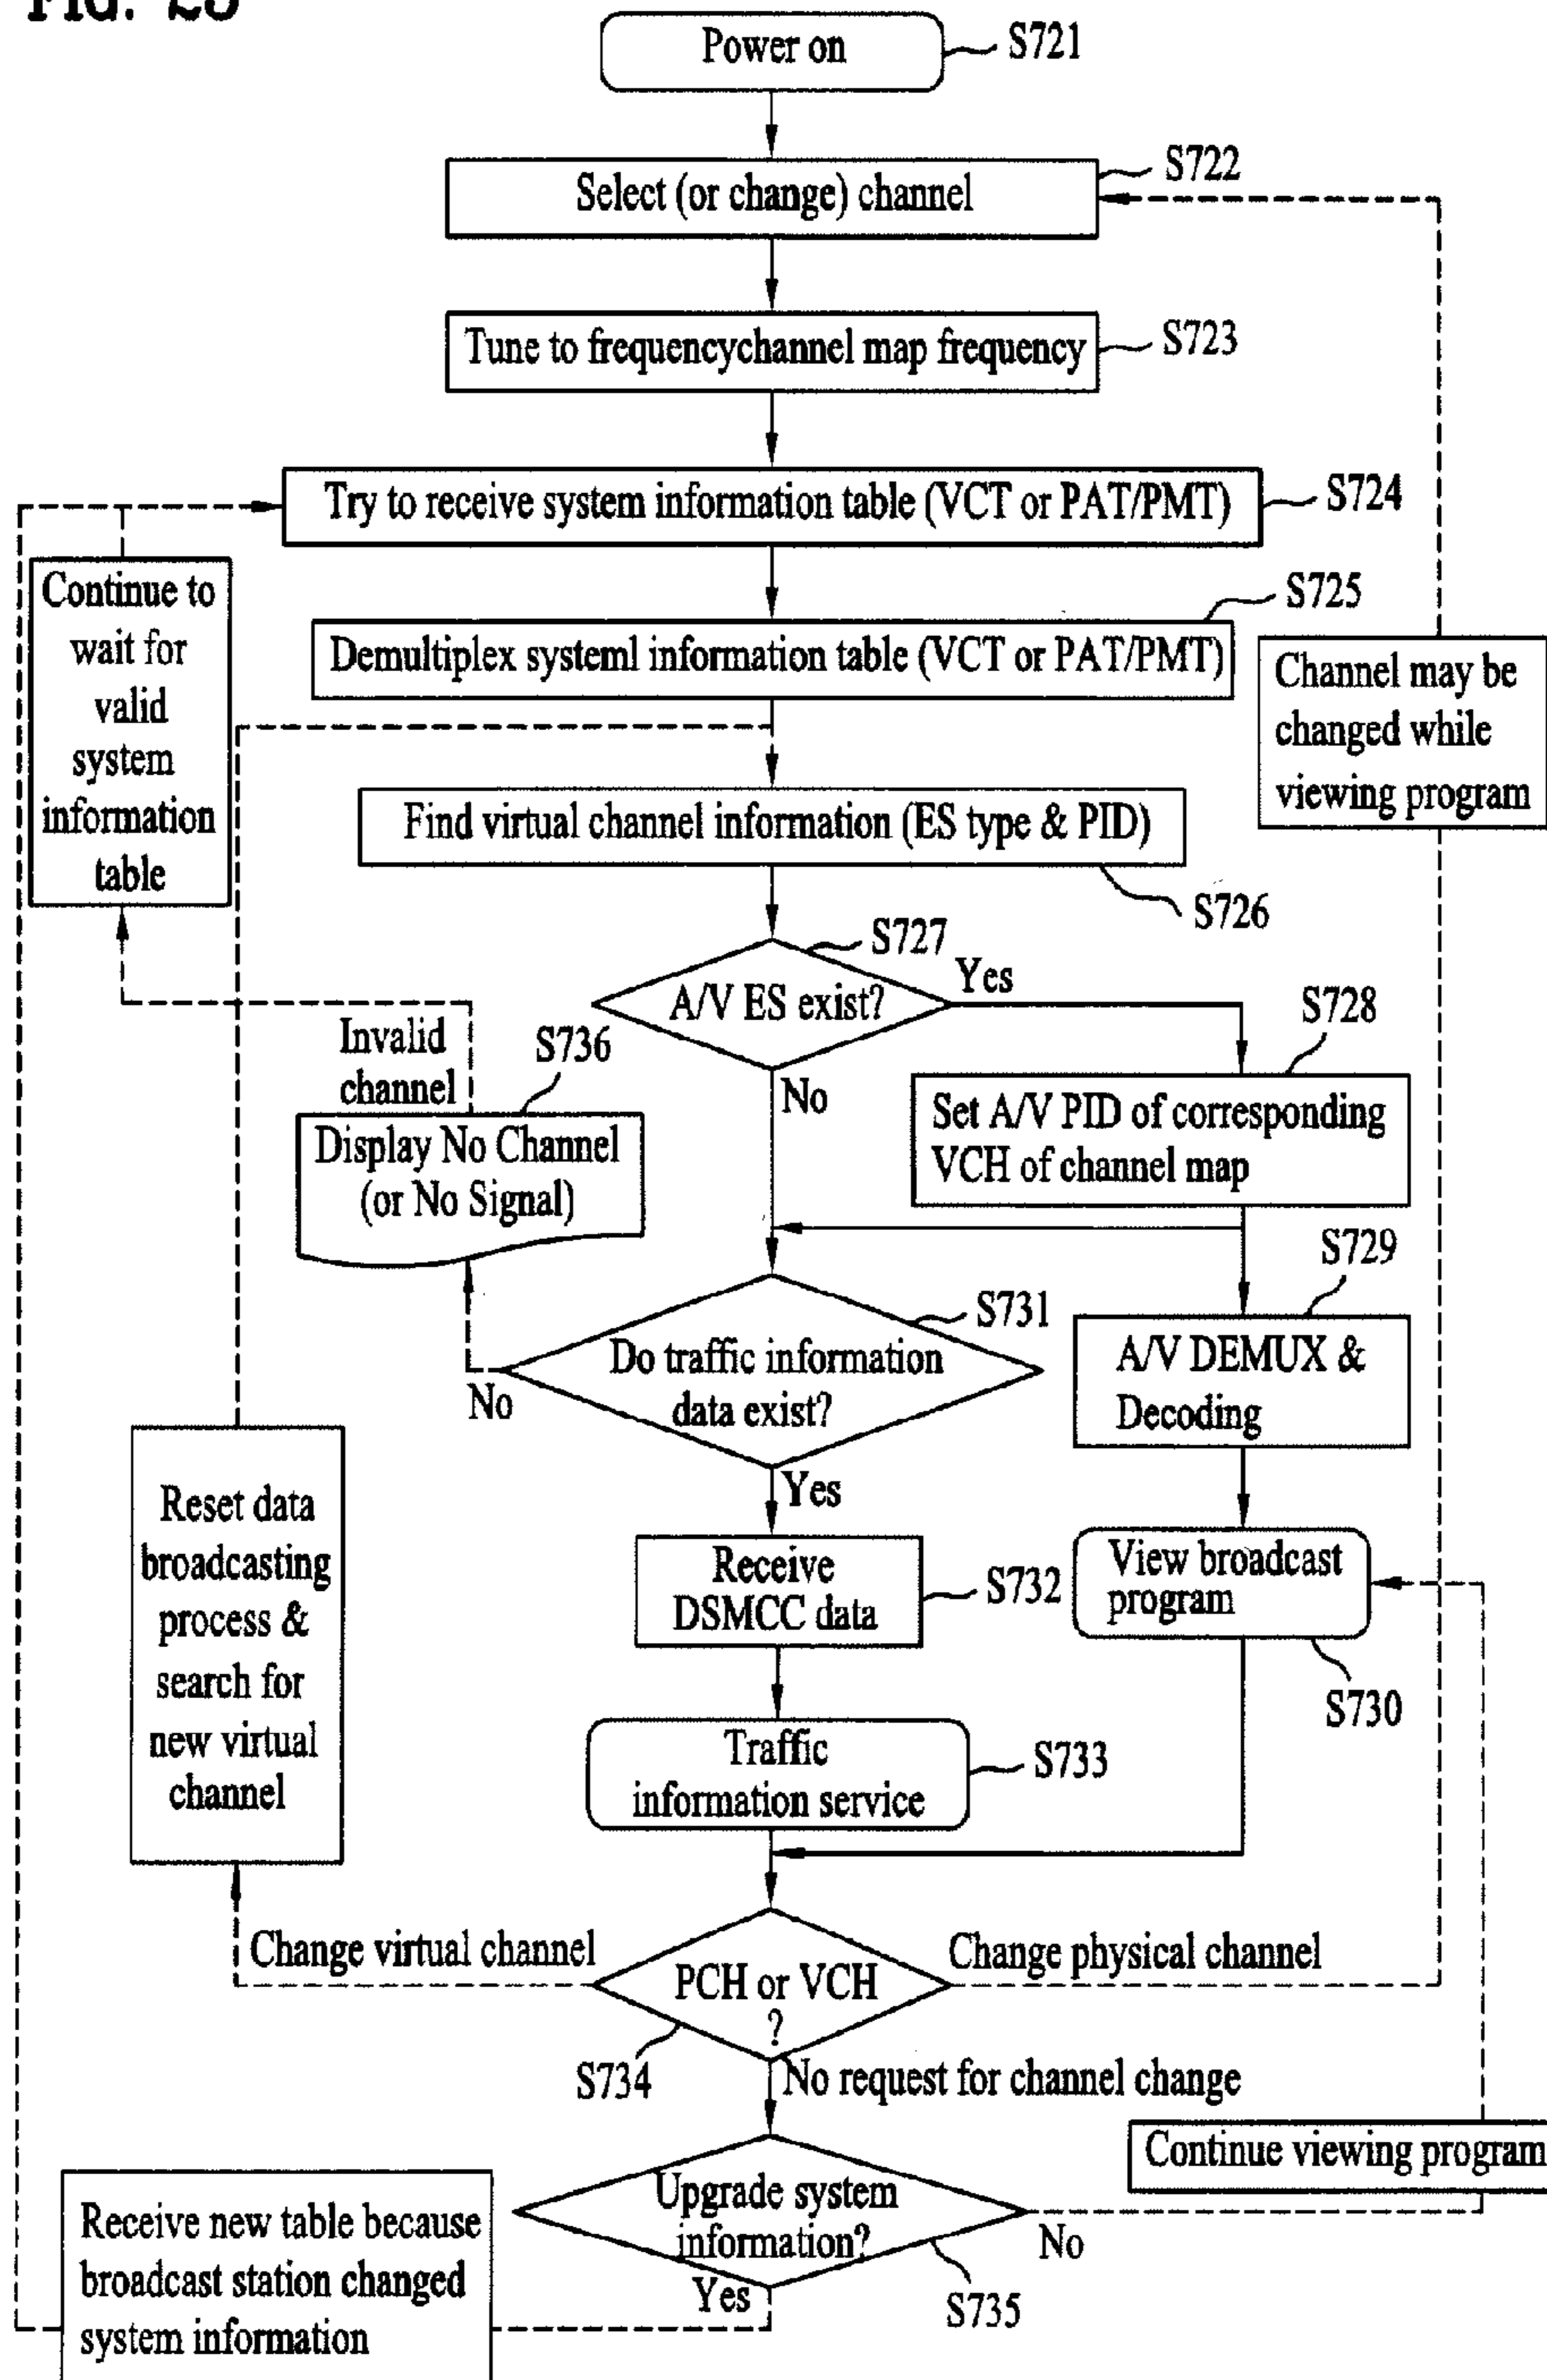 FIG. 23
Power on
S721
Select (or change) channel
S722
Tune to frequencychannel map frequency
S723
Try to receive system information table (VCT or PAT/PMT)
S724
Continue to
wait for
valid
system
information
table
Demultiplex systeml information table (VCT or PAT/PMT)
S725
Channel may be
changed while
viewing program
Find virtual channel information (ES type & PID)
S726
A/V ES exist?
S727
Yes
No
Set A/V PID of corresponding
VCH of channel map
S728
Invalid
channel
S736
Display No Channel
(or No Signal)
Do traffic information
data exist?
S731
No
Yes
A/V DEMUX &
Decoding
S729
Receive
DSMCC data
S732
View broadcast
program
S730
Traffic
information service
S733
Reset data
broadcasting
process &
search for
new virtual
channel
Change virtual channel
PCH or VCH
?
Change physical channel
S734
No request for channel change
Continue viewing program
Upgrade system
information?
No
Yes
S735
Receive new table because
broadcast station changed
system information